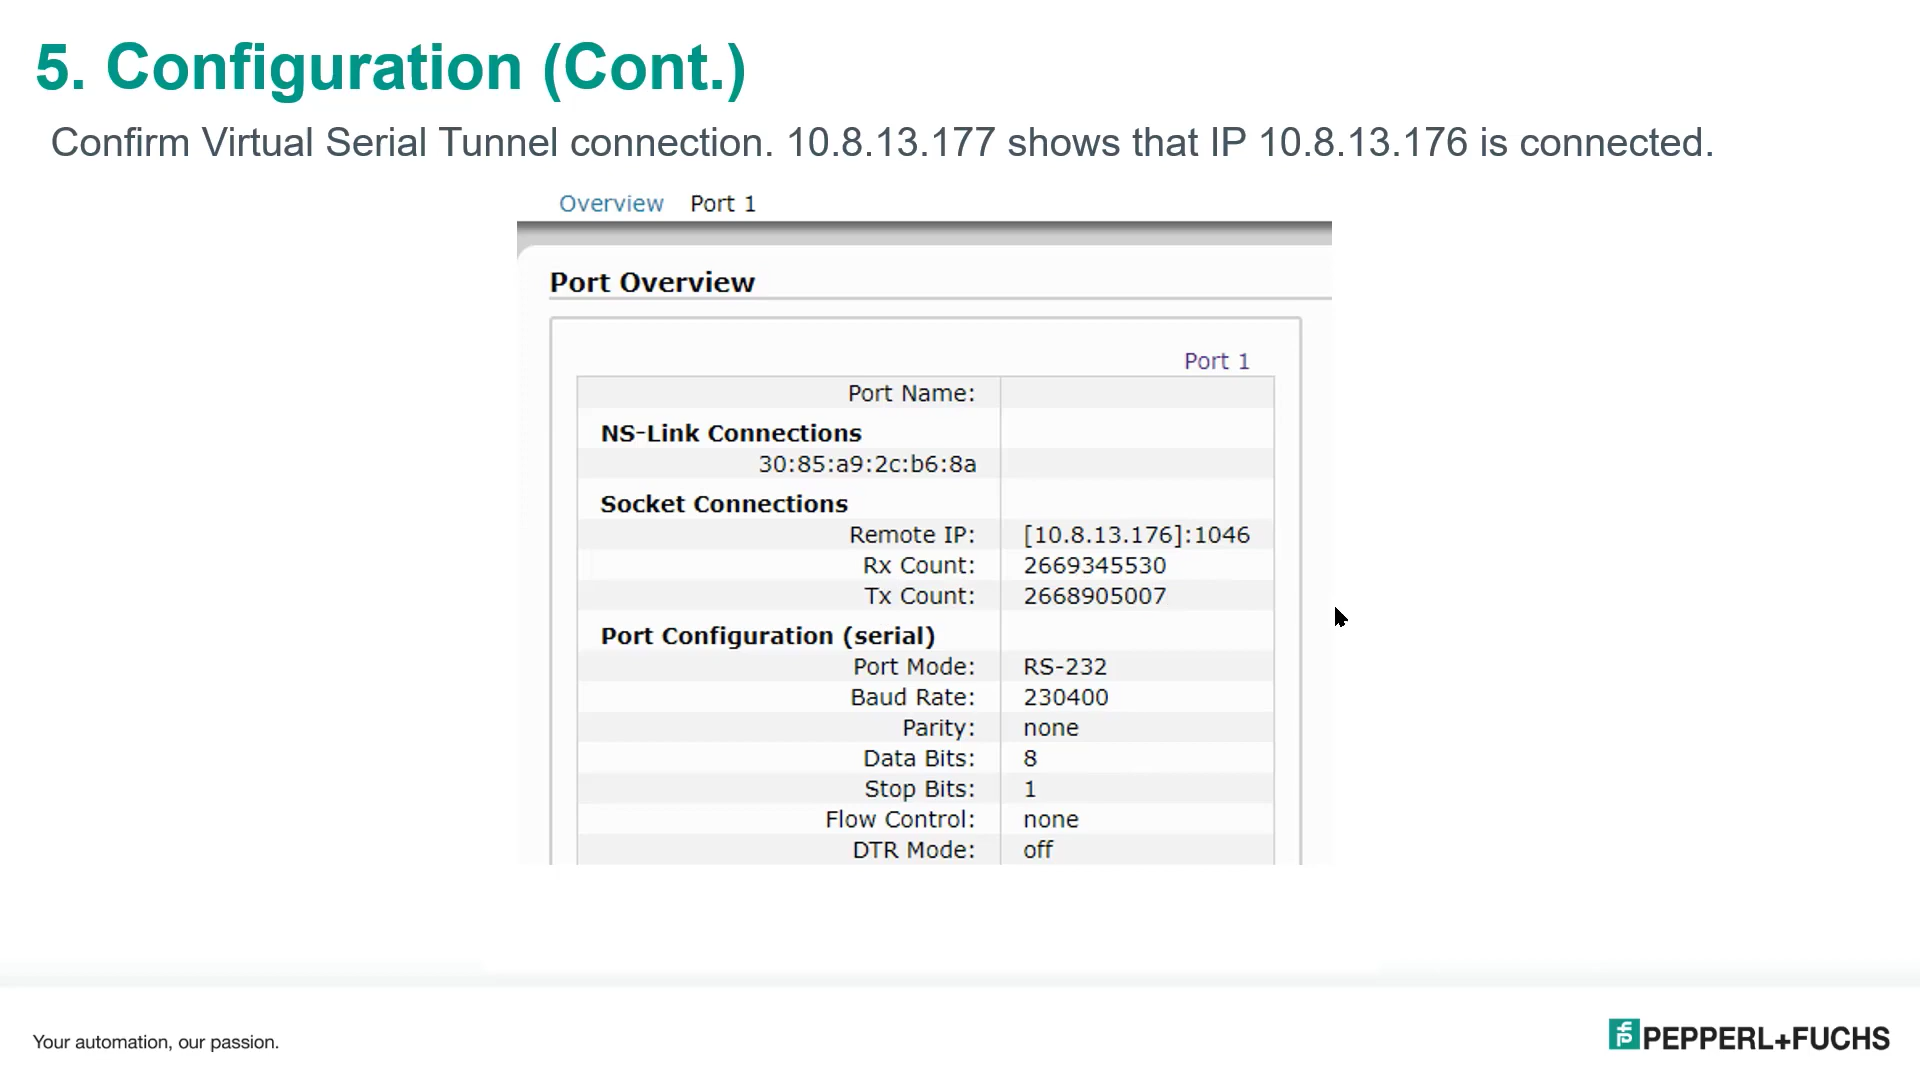 5. Configuration (Cont.)
Confirm Virtual Serial Tunnel connection. 10.8.13.177 shows that IP 10.8.13.176 is connected.
Overview Port 1
Port Overview
Port 1
Port Name:
NS-Link Connections
30:85:a9:2c:b6:8a
Socket Connections
Remote IP: [10.8.13.176]:1046
Rx Count: 2669345530
Tx Count: 2668905007
Port Configuration (serial)
Port Mode: RS-232
Baud Rate: 230400
Parity: none
Data Bits: 8
Stop Bits: 1
Flow Control: none
DTR Mode: off
Your automation, our passion.
PEPPERL+FUCHS